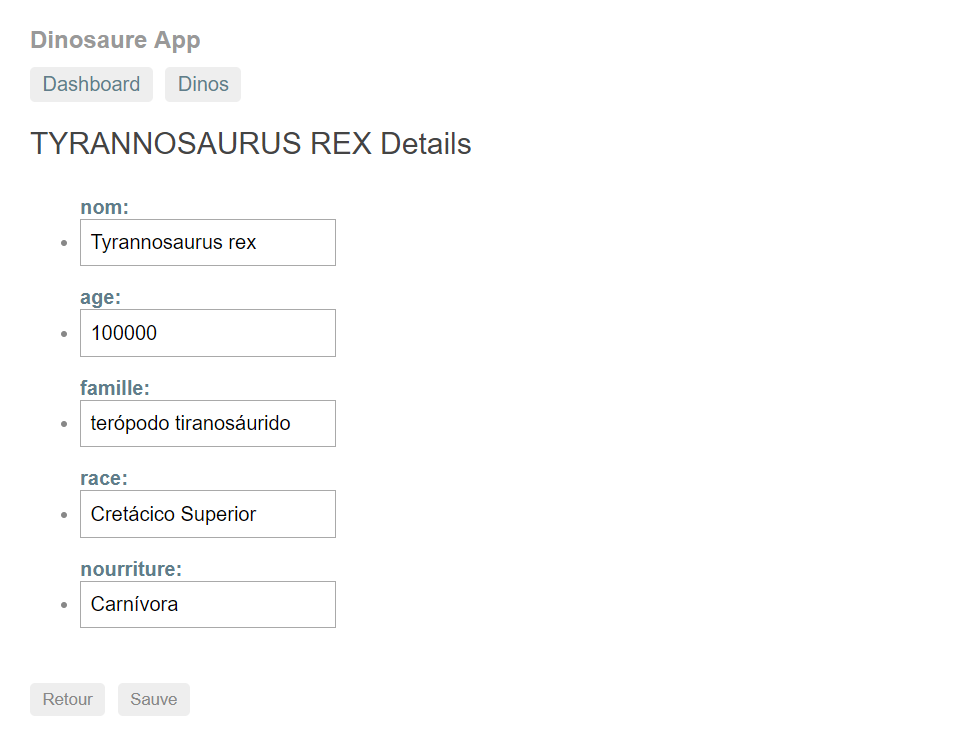 Dinosaure App
Dashboard Dinos
TYRANNOSAURUS REX Details
nom:
Tyrannosaurus rex
age:
100000
famille:
terópodo tiranosáurido
race:
Cretácico Superior
nourriture:
Carnívora
Retour Sauve